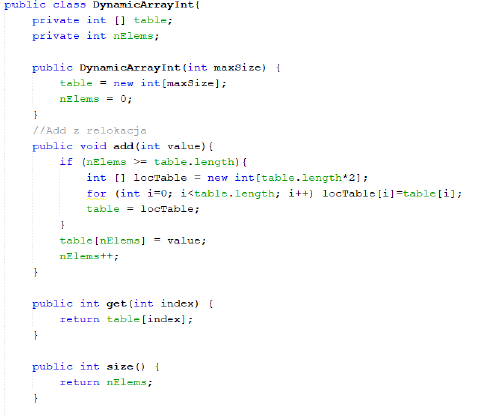 public class DynamicArrayInt{
    private int [] table;
    private int nElems;

    public DynamicArrayInt(int maxSize) {
        table = new int[maxSize];
        nElems = 0;
    }
    //Add z relokacja
    public void add(int value){
        if (nElems >= table.length){
            int [] locTable = new int[table.length*2];
            for (int i=0; i<table.length; i++) locTable[i]=table[i];
            table = locTable;
        }
        table[nElems] = value;
        nElems++;
    }

    public int get(int index) {
        return table[index];
    }

    public int size() {
        return nElems;
    }